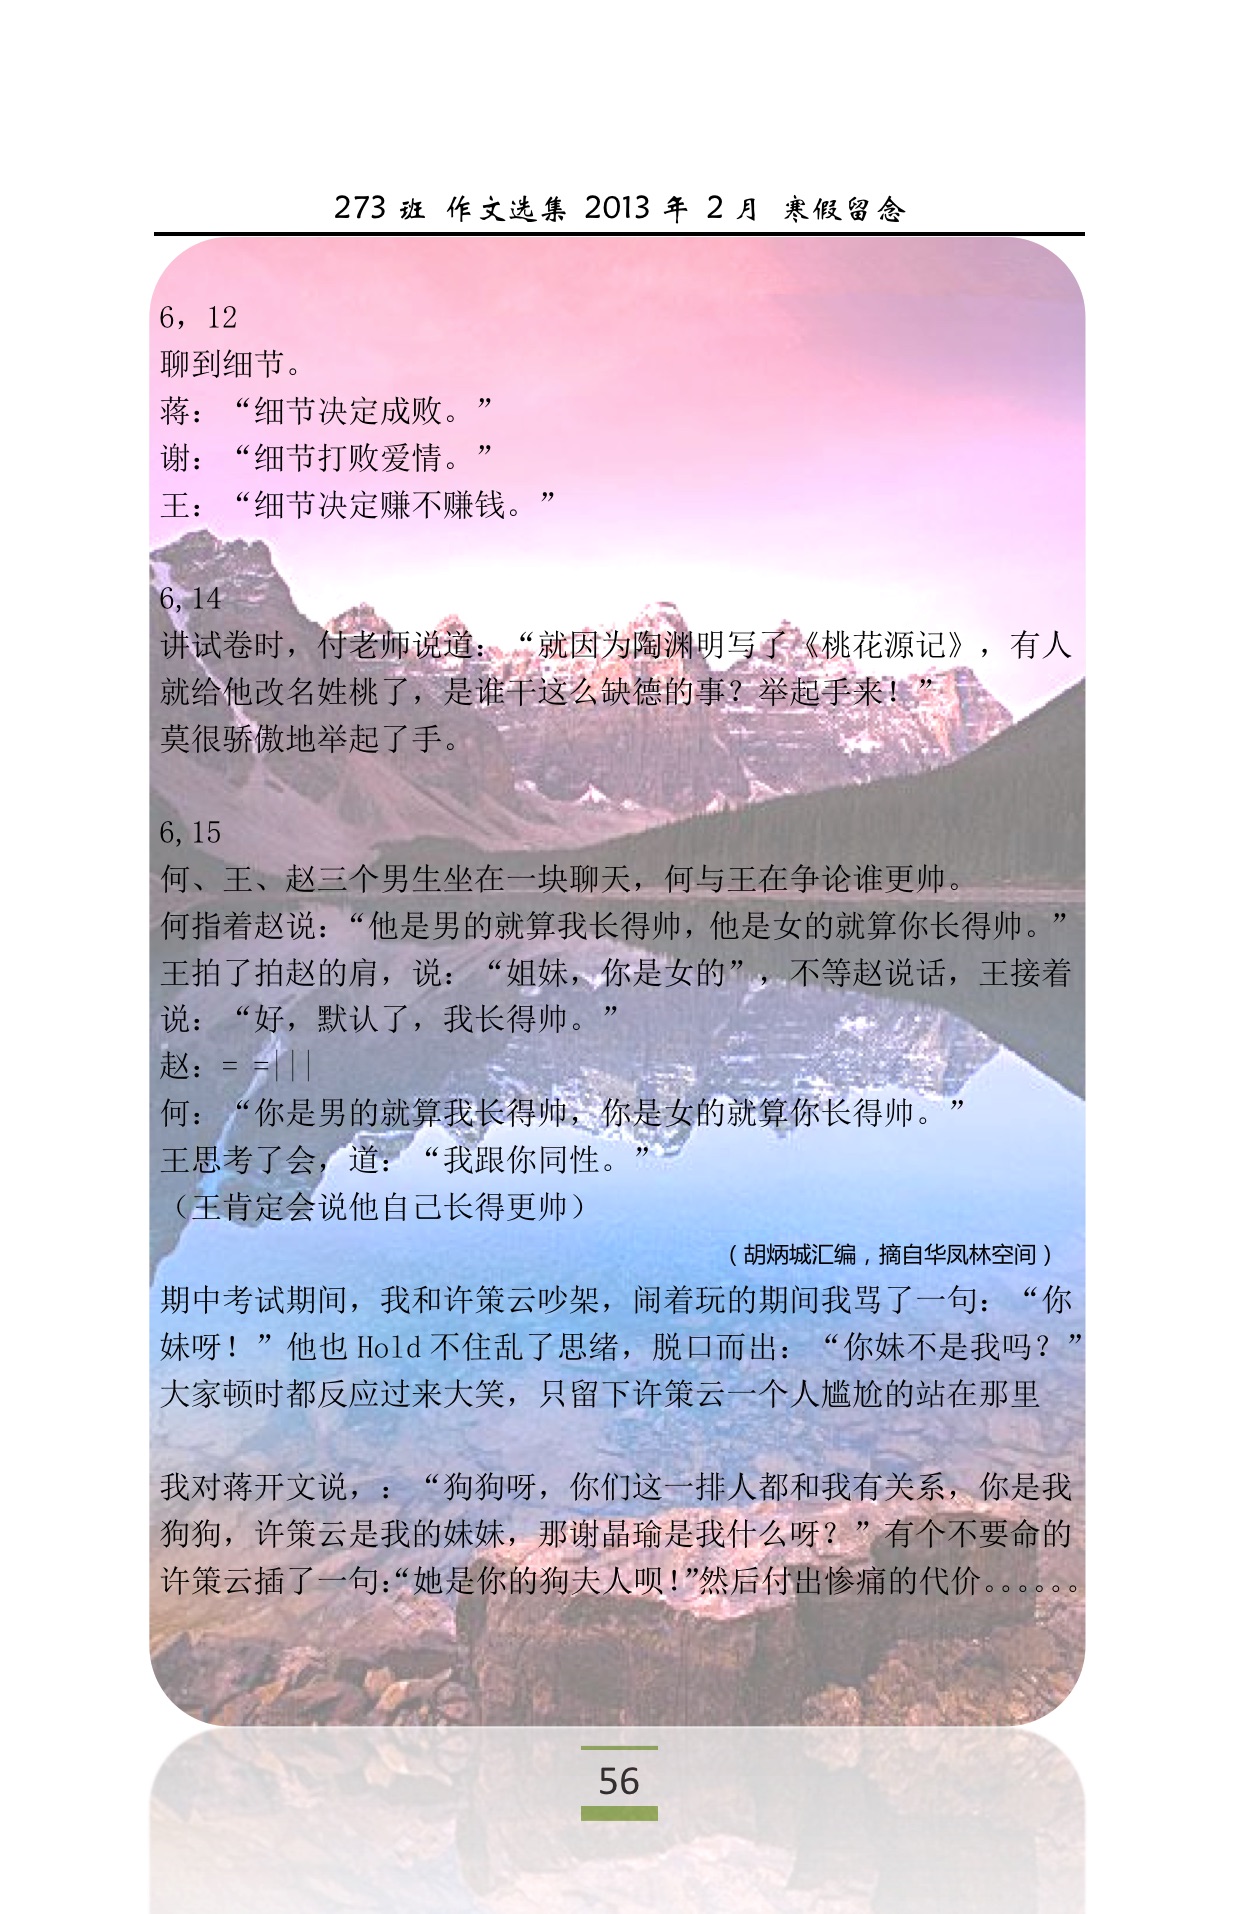 273 班 作文选集 2013 年 2 月 寒假留念
6，12
聊到细节。
蒋：“细节决定成败。”
谢：“细节打败爱情。”
王：“细节决定赚不赚钱。”
6,14
讲试卷时，付老师说道：“就因为陶渊明写了《桃花源记》，有人
就给他改名姓桃了，是谁干这么缺德的事？举起手来！”
莫很骄傲地举起了手。
6,15
何、王、赵三个男生坐在一块聊天，何与王在争论谁更帅。
何指着赵说：“他是男的就算我长得帅，他是女的就算你长得帅。”
王拍了拍赵的肩，说：“姐妹，你是女的”，不等赵说话，王接着
说：“好，默认了，我长得帅。”
赵：= =|||
何：“你是男的就算我长得帅，你是女的就算你长得帅。”
王思考了会，道：“我跟你同性。”
（王肯定会说他自己长得更帅）
（胡炳城汇编，摘自华凤林空间）
期中考试期间，我和许策云吵架，闹着玩的期间我骂了一句：“你
妹呀！”他也 Hold 不住乱了思绪，脱口而出：“你妹不是我吗？”
大家顿时都反应过来大笑，只留下许策云一个人尴尬的站在那里
我对蒋开文说，：“狗狗呀，你们这一排人都和我有关系，你是我
狗狗，许策云是我的妹妹，那谢晶瑜是我什么呀？”有个不要命的
许策云插了一句：“她是你的狗夫人呗！”然后付出惨痛的代价。。。。。。
56